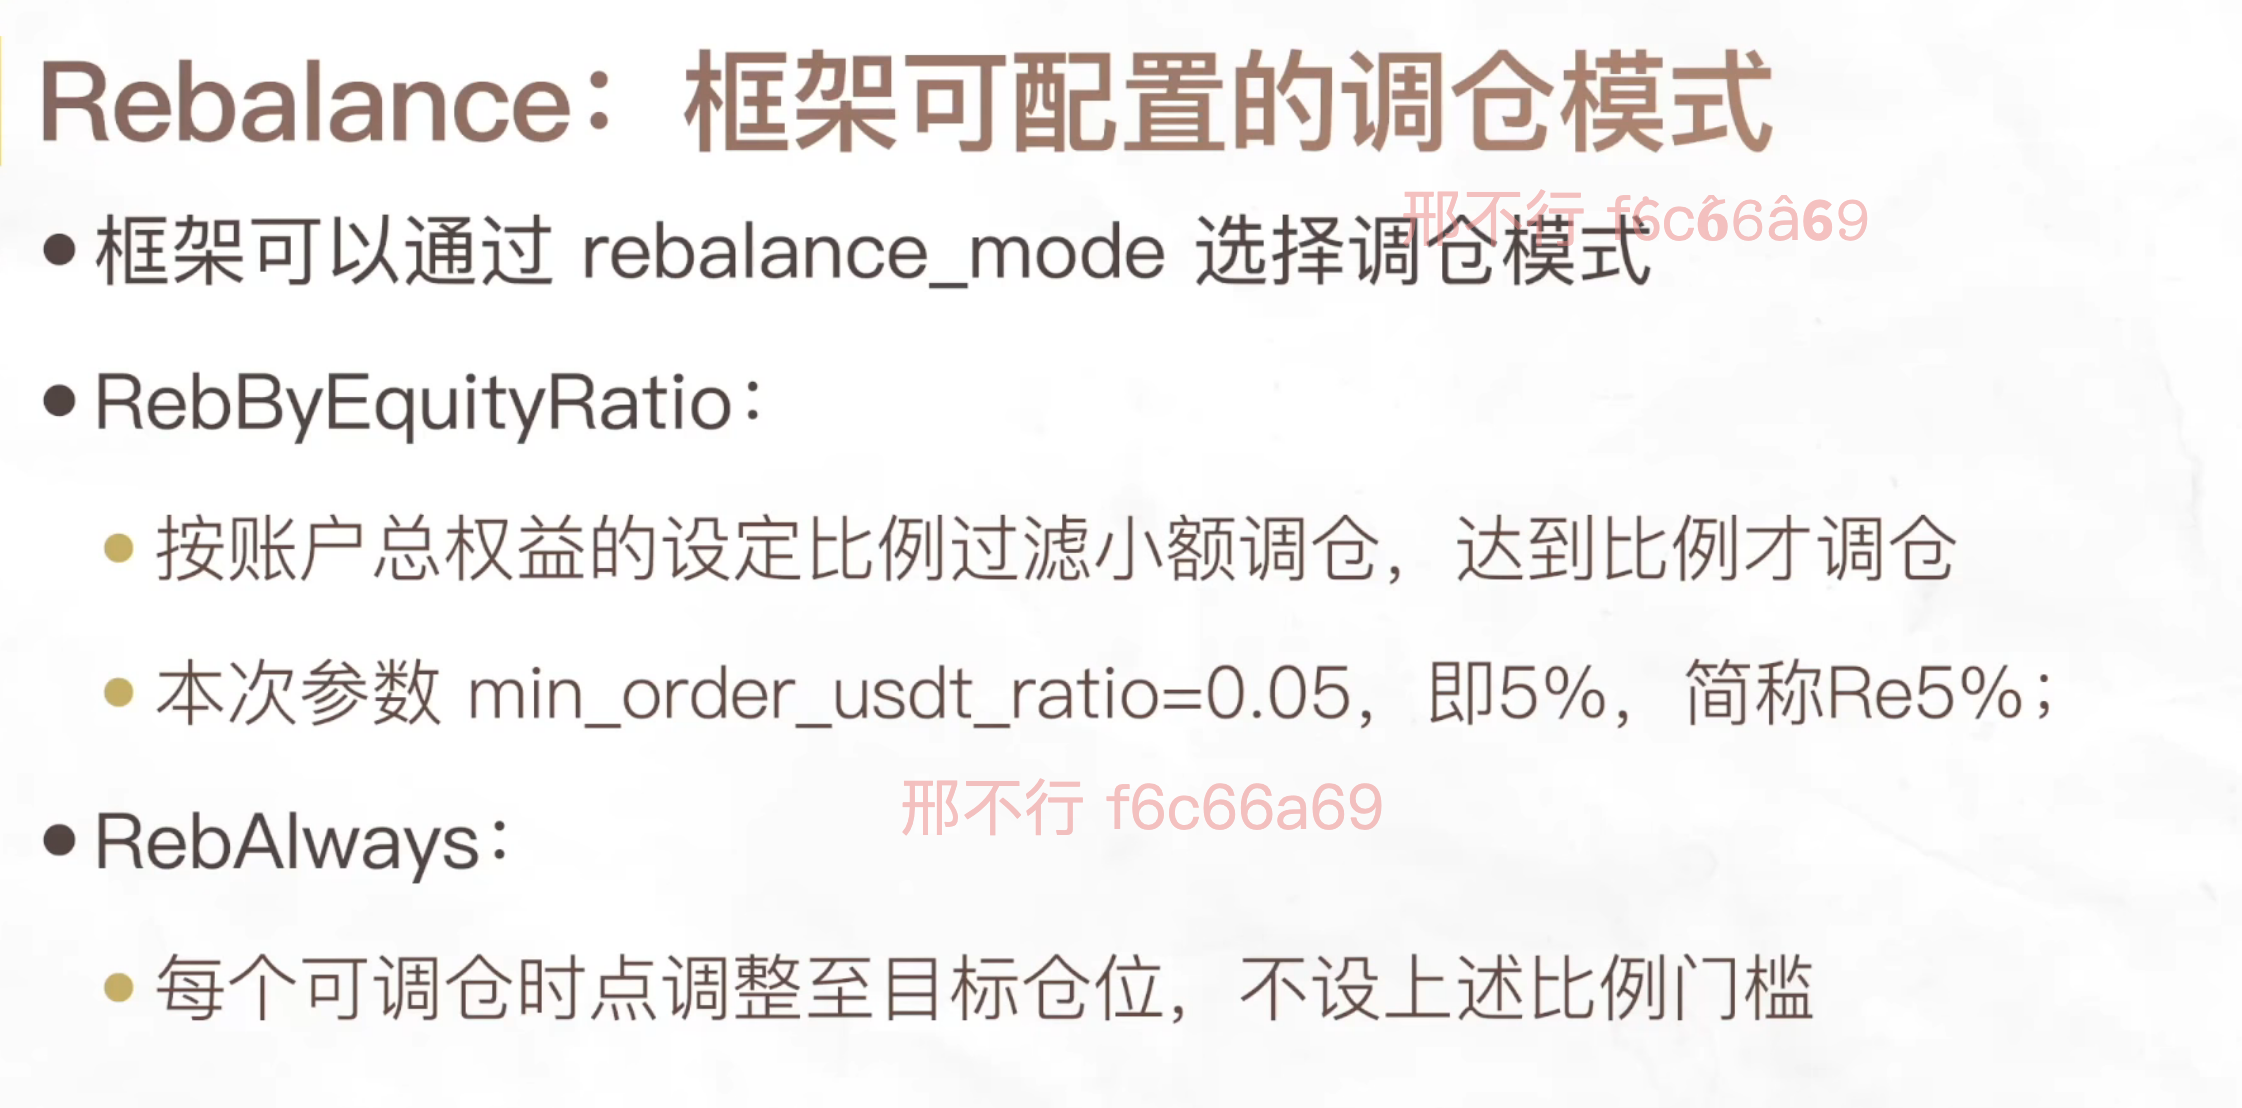 Rebalance：框架可配置的调仓模式
邢不行 f6c66a69
框架可以通过 rebalance_mode 选择调仓模式
RebByEquityRatio：
按账户总权益的设定比例过滤小额调仓，达到比例才调仓
本次参数 min_order_usdt_ratio=0.05，即5%，简称Re5%；
邢不行 f6c66a69
RebAlways：
每个可调仓时点调整至目标仓位，不设上述比例门槛